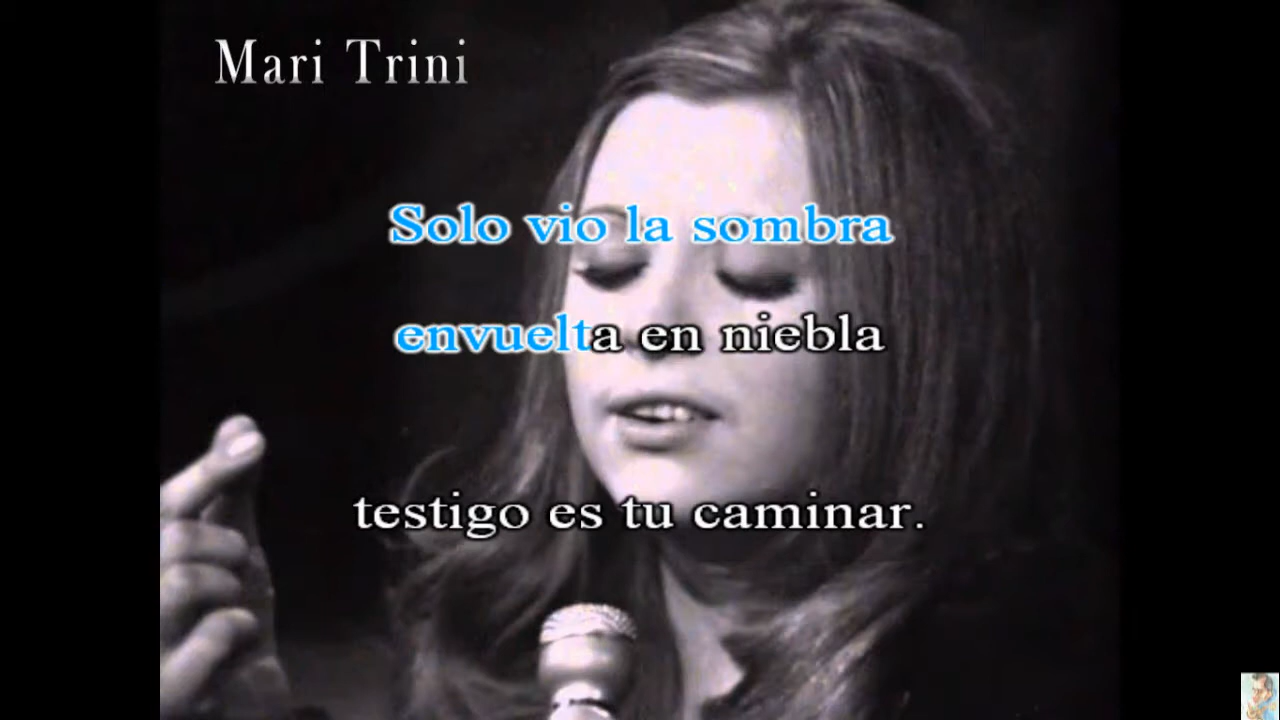 Mari Trini
Solo vio la sombra
envuelta en niebla
testigo es tu caminar.